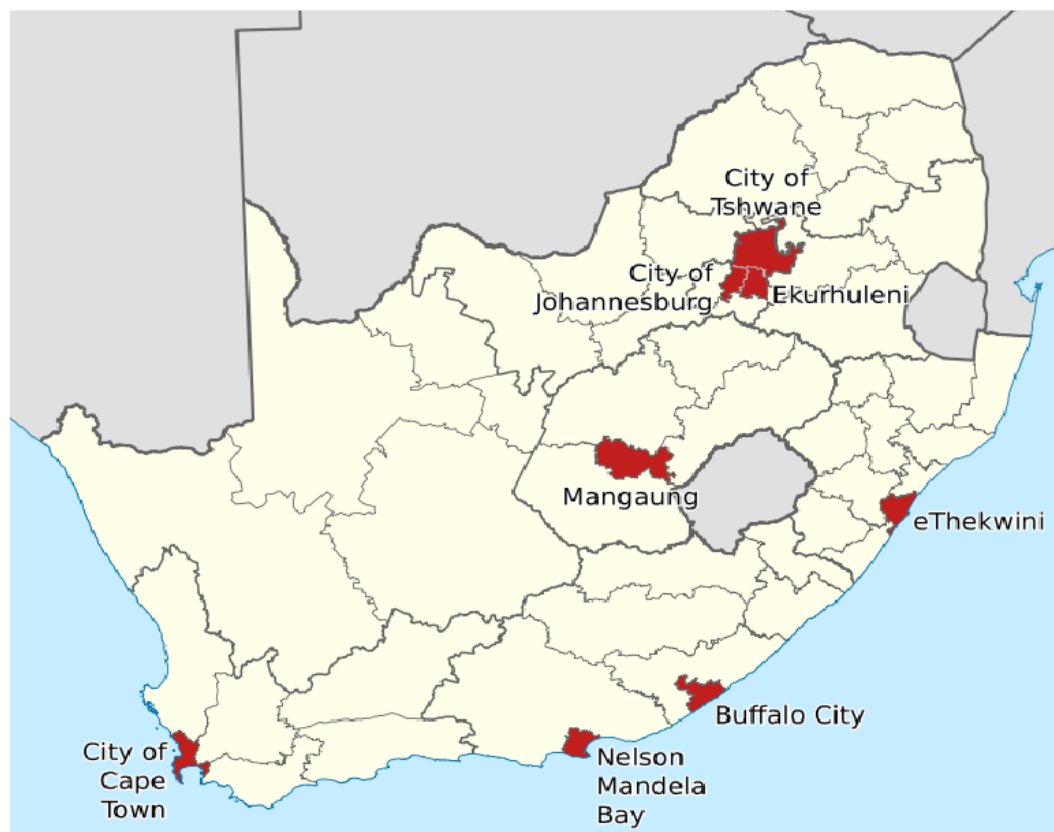 City of
Tshwane
City of
Johannesburg
Ekurhuleni
Mangaung
eThekwini
Buffalo City
City of
Cape
Town
Nelson
Mandela
Bay